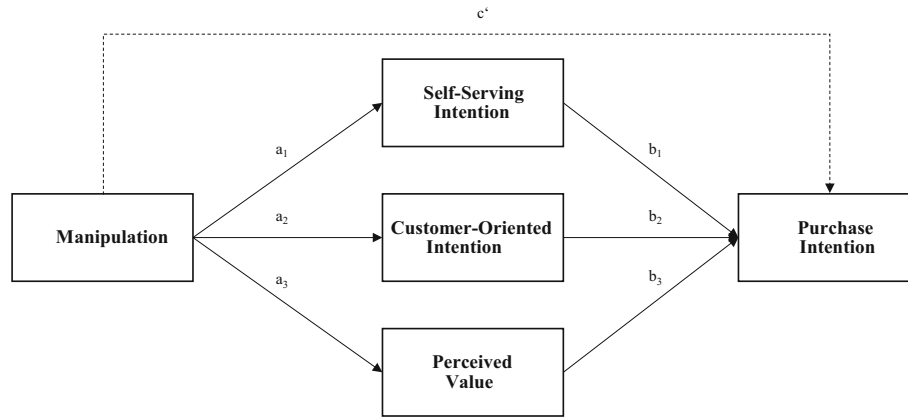 c‘
Self-Serving
Intention
a₁
b₁
Manipulation
a₂
Customer-Oriented
Intention
b₂
Purchase
Intention
a₃
b₃
Perceived
Value